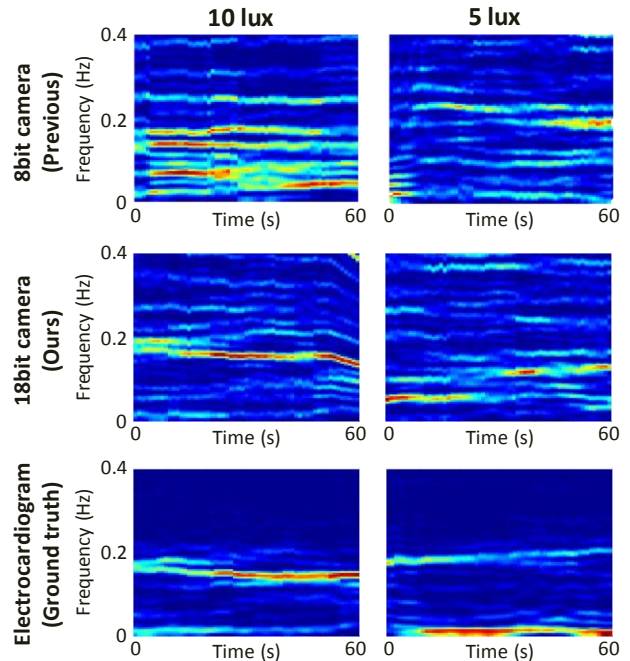 10 lux
5 lux
8bit camera
(Previous)
Frequency (Hz)
0.4
0.2
0
0
Time (s)
60
0
Time (s)
60
18bit camera
(Ours)
Frequency (Hz)
0.4
0.2
0
0
Time (s)
60
0
Time (s)
60
Electrocardiogram
(Ground truth)
Frequency (Hz)
0.4
0.2
0
0
Time (s)
60
0
Time (s)
60